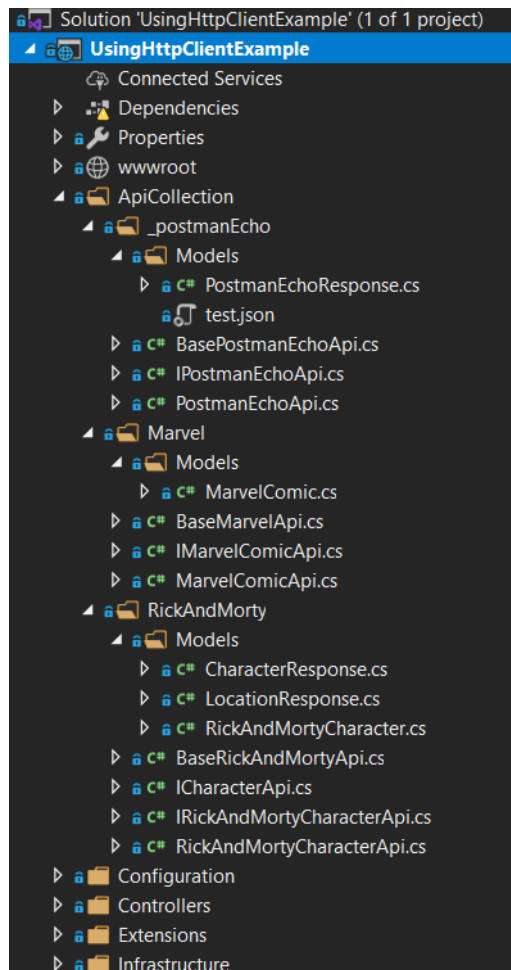 Solution 'UsingHttpClientExample' (1 of 1 project)
UsingHttpClientExample
Connected Services
Dependencies
Properties
wwwroot
ApiCollection
_postmanEcho
Models
C# PostmanEchoResponse.cs
test.json
C# BasePostmanEchoApi.cs
C# IPostmanEchoApi.cs
C# PostmanEchoApi.cs
Marvel
Models
C# MarvelComic.cs
C# BaseMarvelApi.cs
C# IMarvelComicApi.cs
C# MarvelComicApi.cs
RickAndMorty
Models
C# CharacterResponse.cs
C# LocationResponse.cs
C# RickAndMortyCharacter.cs
C# BaseRickAndMortyApi.cs
C# ICharacterApi.cs
C# IRickAndMortyCharacterApi.cs
C# RickAndMortyCharacterApi.cs
Configuration
Controllers
Extensions
Infrastructure